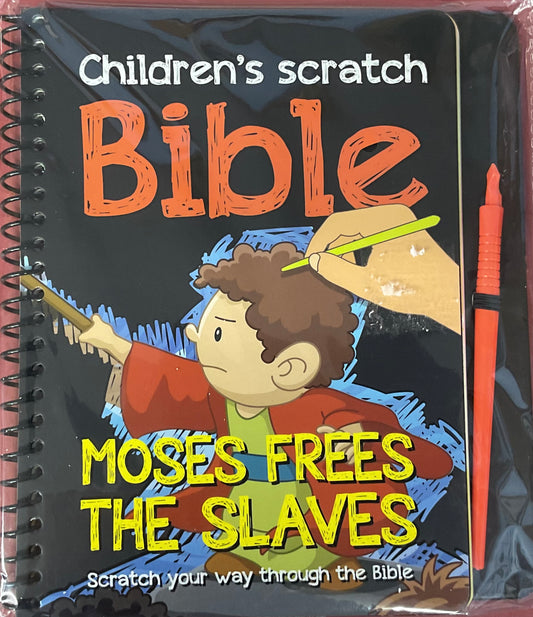 Children's scratch
Bible
MOSES FREES
THE SLAVES
Scratch your way through the Bible